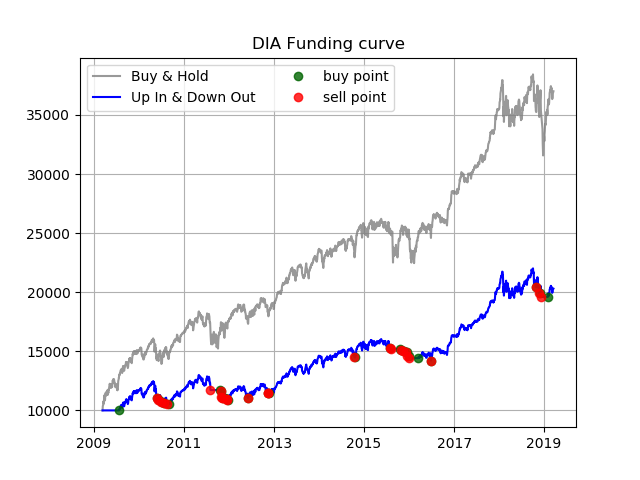 DIA Funding curve
Buy & Hold
Up In & Down Out
buy point
sell point
35000
30000
25000
20000
15000
10000
2009
2011
2013
2015
2017
2019